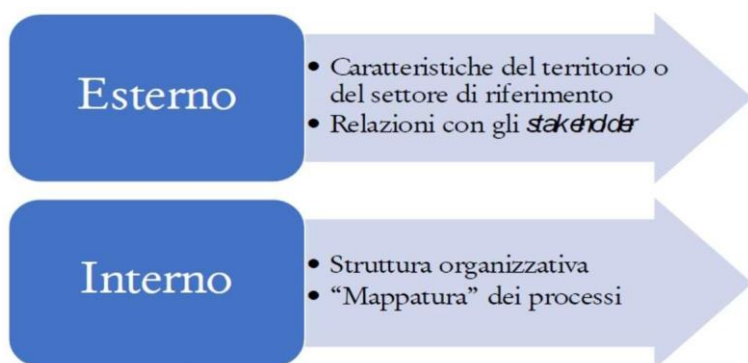 Esterno
• Caratteristiche del territorio o
del settore di riferimento
• Relazioni con gli stakeholder
Interno
• Struttura organizzativa
• “Mappatura” dei processi